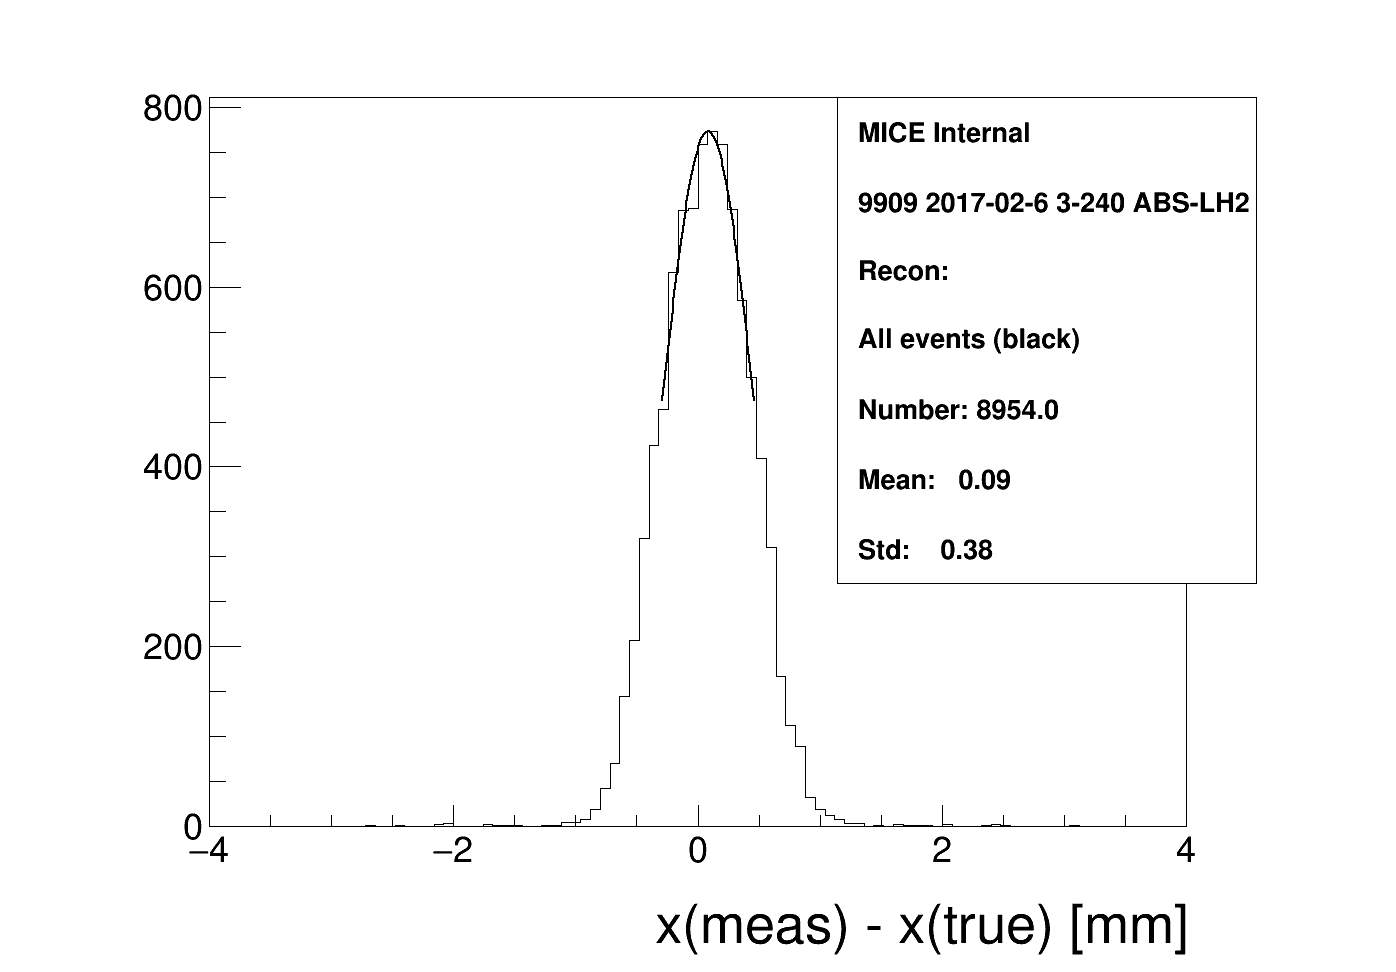 800
600
400
200
0
−4 −2 0 2 4
x(meas) - x(true) [mm]
MICE Internal
9909 2017-02-6 3-240 ABS-LH2
Recon:
All events (black)
Number: 8954.0
Mean: 0.09
Std: 0.38